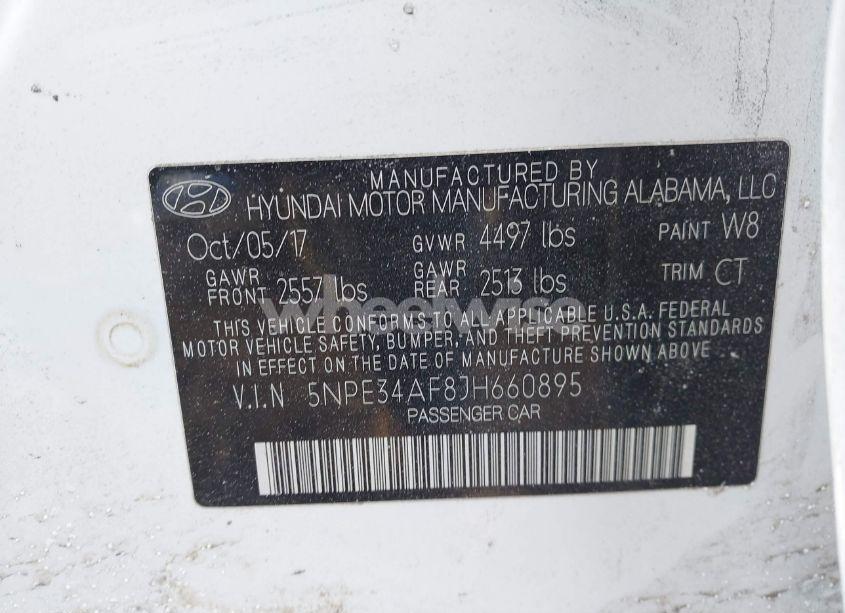 MANUFACTURED BY
HYUNDAI MOTOR MANUFACTURING ALABAMA, LLC
Oct/05/17 GVWR 4497 lbs PAINT W8
GAWR FRONT 2557 lbs GAWR REAR 2513 lbs TRIM CT
wheelwise
THIS VEHICLE CONFORMS TO ALL APPLICABLE U.S.A. FEDERAL
MOTOR VEHICLE SAFETY, BUMPER, AND THEFT PREVENTION STANDARDS
IN EFFECT ON THE DATE OF MANUFACTURE SHOWN ABOVE
V.I.N 5NPE34AF8JH660895
PASSENGER CAR